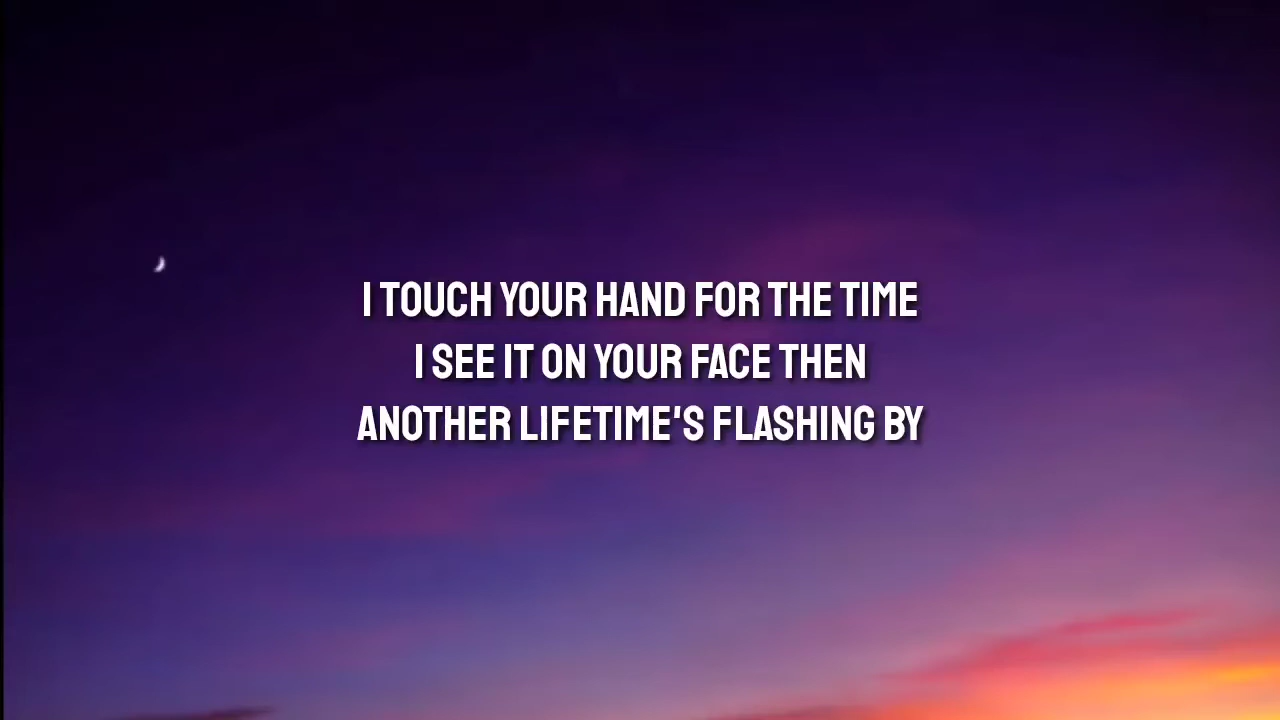 I TOUCH YOUR HAND FOR THE TIME
I SEE IT ON YOUR FACE THEN
ANOTHER LIFETIME'S FLASHING BY